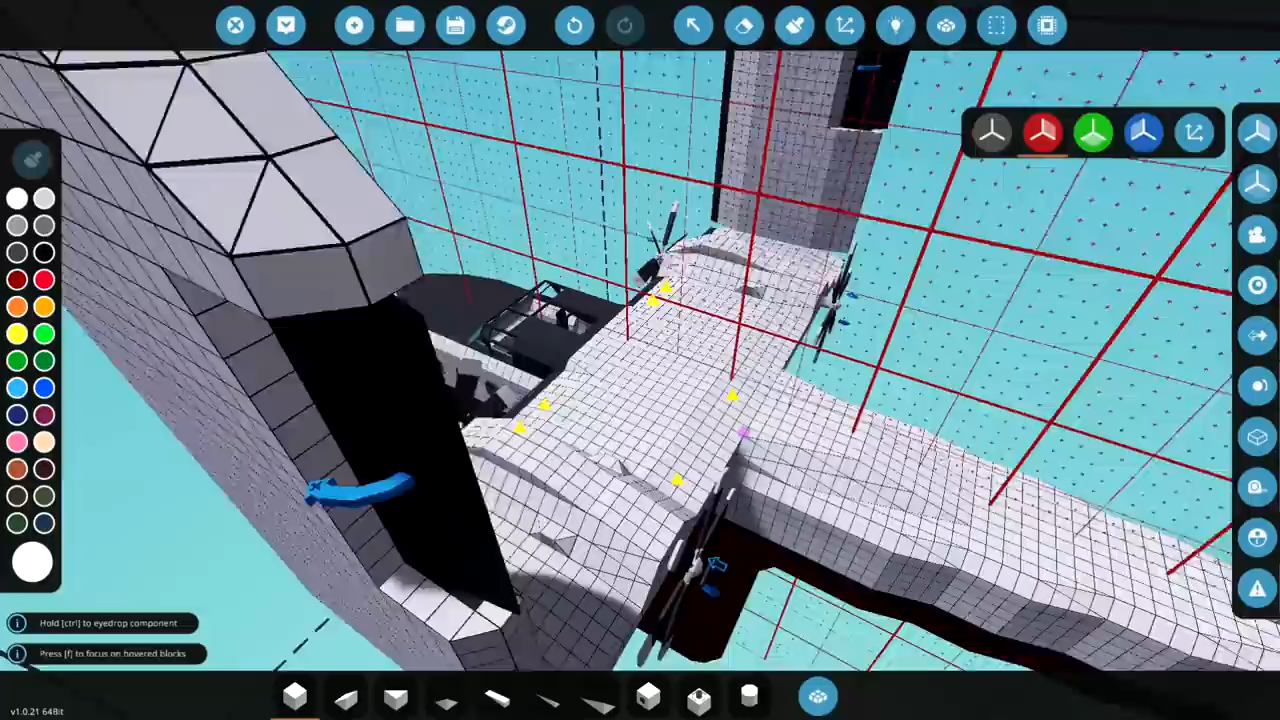 Hold [ctrl] to eyedrop component
Press [f] to focus on hovered blocks
v1.0.21 64Bit